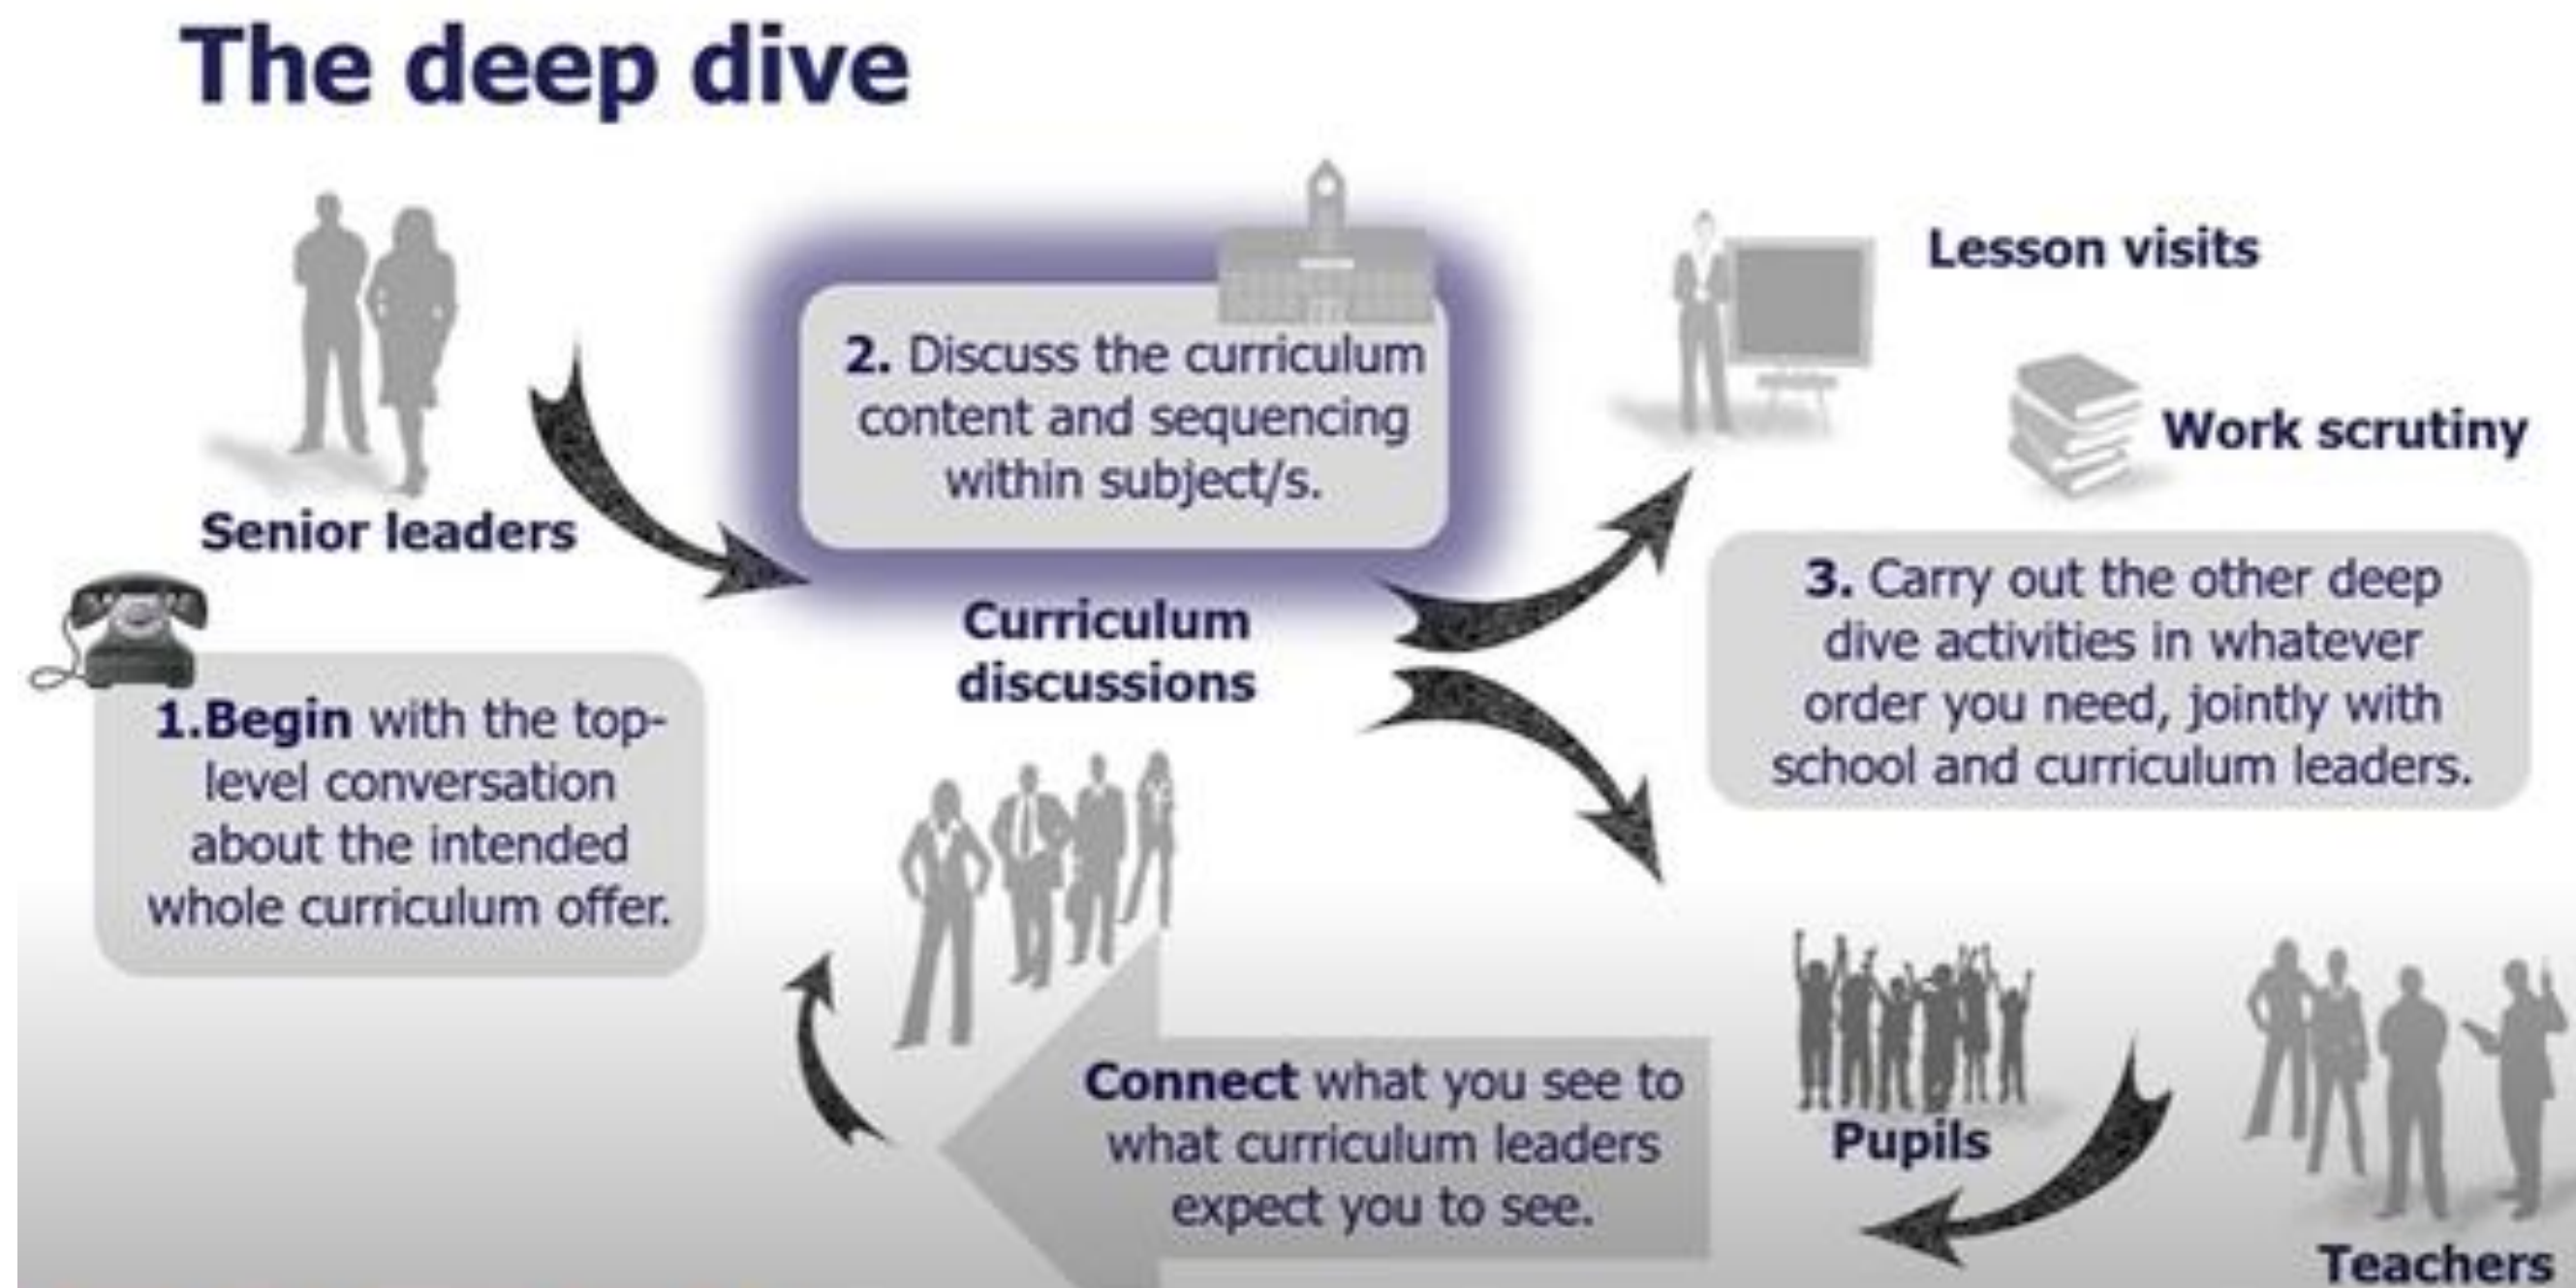 The deep dive
Senior leaders
1.Begin with the top-
level conversation
about the intended
whole curriculum offer.
2. Discuss the curriculum
content and sequencing
within subject/s.
Curriculum
discussions
Lesson visits
Work scrutiny
3. Carry out the other deep
dive activities in whatever
order you need, jointly with
school and curriculum leaders.
Pupils
Teachers
Connect what you see to
what curriculum leaders
expect you to see.